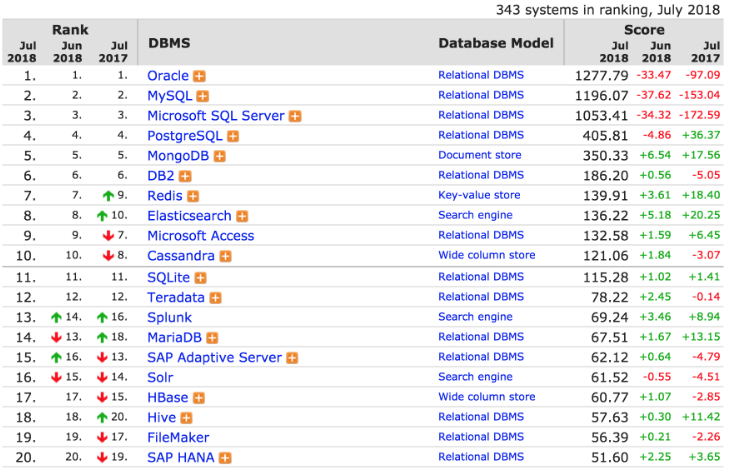 343 systems in ranking, July 2018
Rank DBMS Database Model Score
Jul 2018 Jun 2018 Jul 2017 Jul 2018 Jun 2018 Jul 2017
1. 1. 1. Oracle Relational DBMS 1277.79 -33.47 -97.09
2. 2. 2. MySQL Relational DBMS 1196.07 -37.62 -153.04
3. 3. 3. Microsoft SQL Server Relational DBMS 1053.41 -34.32 -172.59
4. 4. 4. PostgreSQL Relational DBMS 405.81 -4.86 +36.37
5. 5. 5. MongoDB Document store 350.33 +6.54 +17.56
6. 6. 6. DB2 Relational DBMS 186.20 +0.56 -5.05
7. 7. 9. Redis Key-value store 139.91 +3.61 +18.40
8. 8. 10. Elasticsearch Search engine 136.22 +5.18 +20.25
9. 9. 7. Microsoft Access Relational DBMS 132.58 +1.59 +6.45
10. 10. 8. Cassandra Wide column store 121.06 +1.84 -3.07
11. 11. 11. SQLite Relational DBMS 115.28 +1.02 +1.41
12. 12. 12. Teradata Relational DBMS 78.22 +2.45 -0.14
13. 14. 16. Splunk Search engine 69.24 +3.46 +8.94
14. 13. 18. MariaDB Relational DBMS 67.51 +1.67 +13.15
15. 16. 13. SAP Adaptive Server Relational DBMS 62.12 +0.64 -4.79
16. 15. 14. Solr Search engine 61.52 -0.55 -4.51
17. 17. 15. HBase Wide column store 60.77 +1.07 -2.85
18. 18. 20. Hive Relational DBMS 57.63 +0.30 +11.42
19. 19. 17. FileMaker Relational DBMS 56.39 +0.21 -2.26
20. 20. 19. SAP HANA Relational DBMS 51.60 +2.25 +3.65